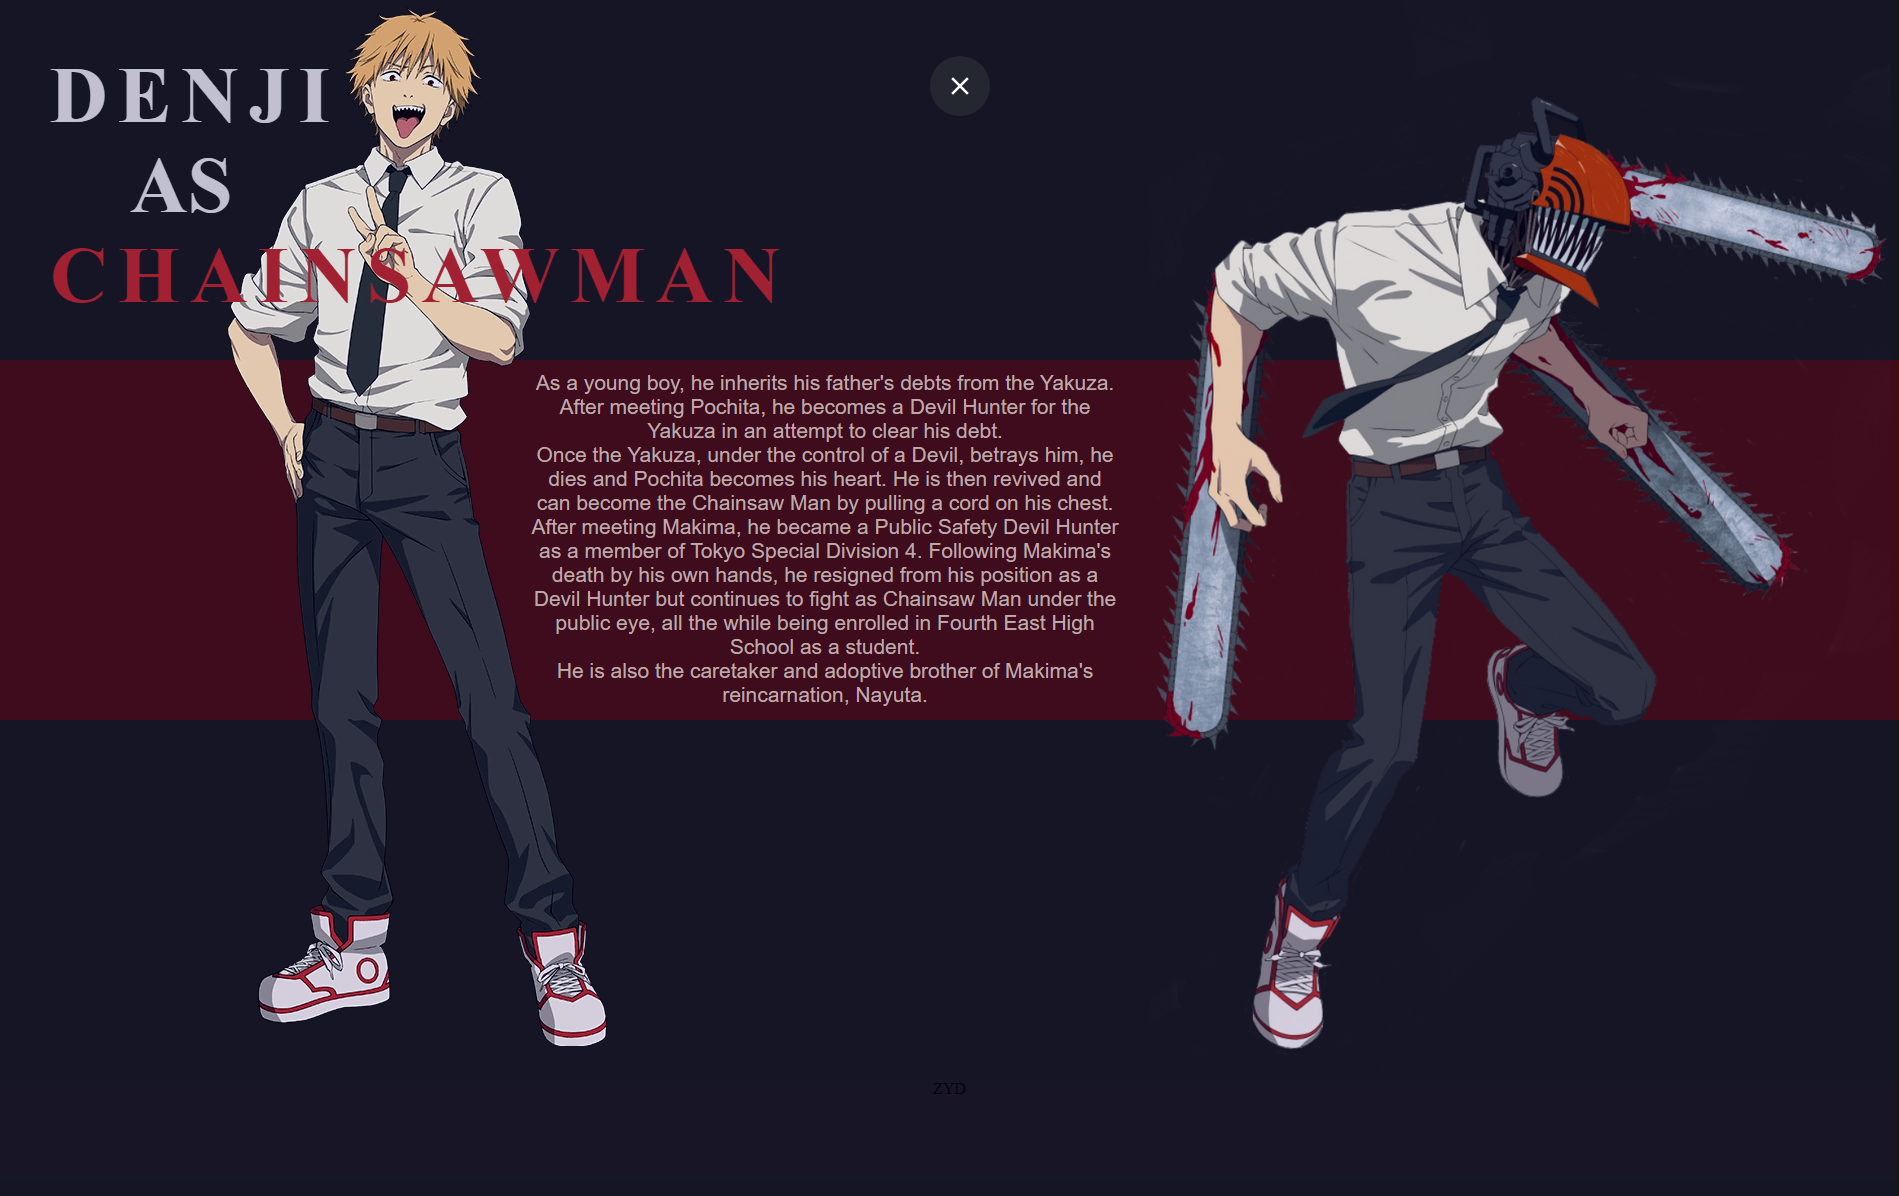 DENJI
AS
CHAINSAWMAN
As a young boy, he inherits his father's debts from the Yakuza.
After meeting Pochita, he becomes a Devil Hunter for the
Yakuza in an attempt to clear his debt.
Once the Yakuza, under the control of a Devil, betrays him, he
dies and Pochita becomes his heart. He is then revived and
can become the Chainsaw Man by pulling a cord on his chest.
After meeting Makima, he became a Public Safety Devil Hunter
as a member of Tokyo Special Division 4. Following Makima's
death by his own hands, he resigned from his position as a
Devil Hunter but continues to fight as Chainsaw Man under the
public eye, all the while being enrolled in Fourth East High
School as a student.
He is also the caretaker and adoptive brother of Makima's
reincarnation, Nayuta.
ZYD